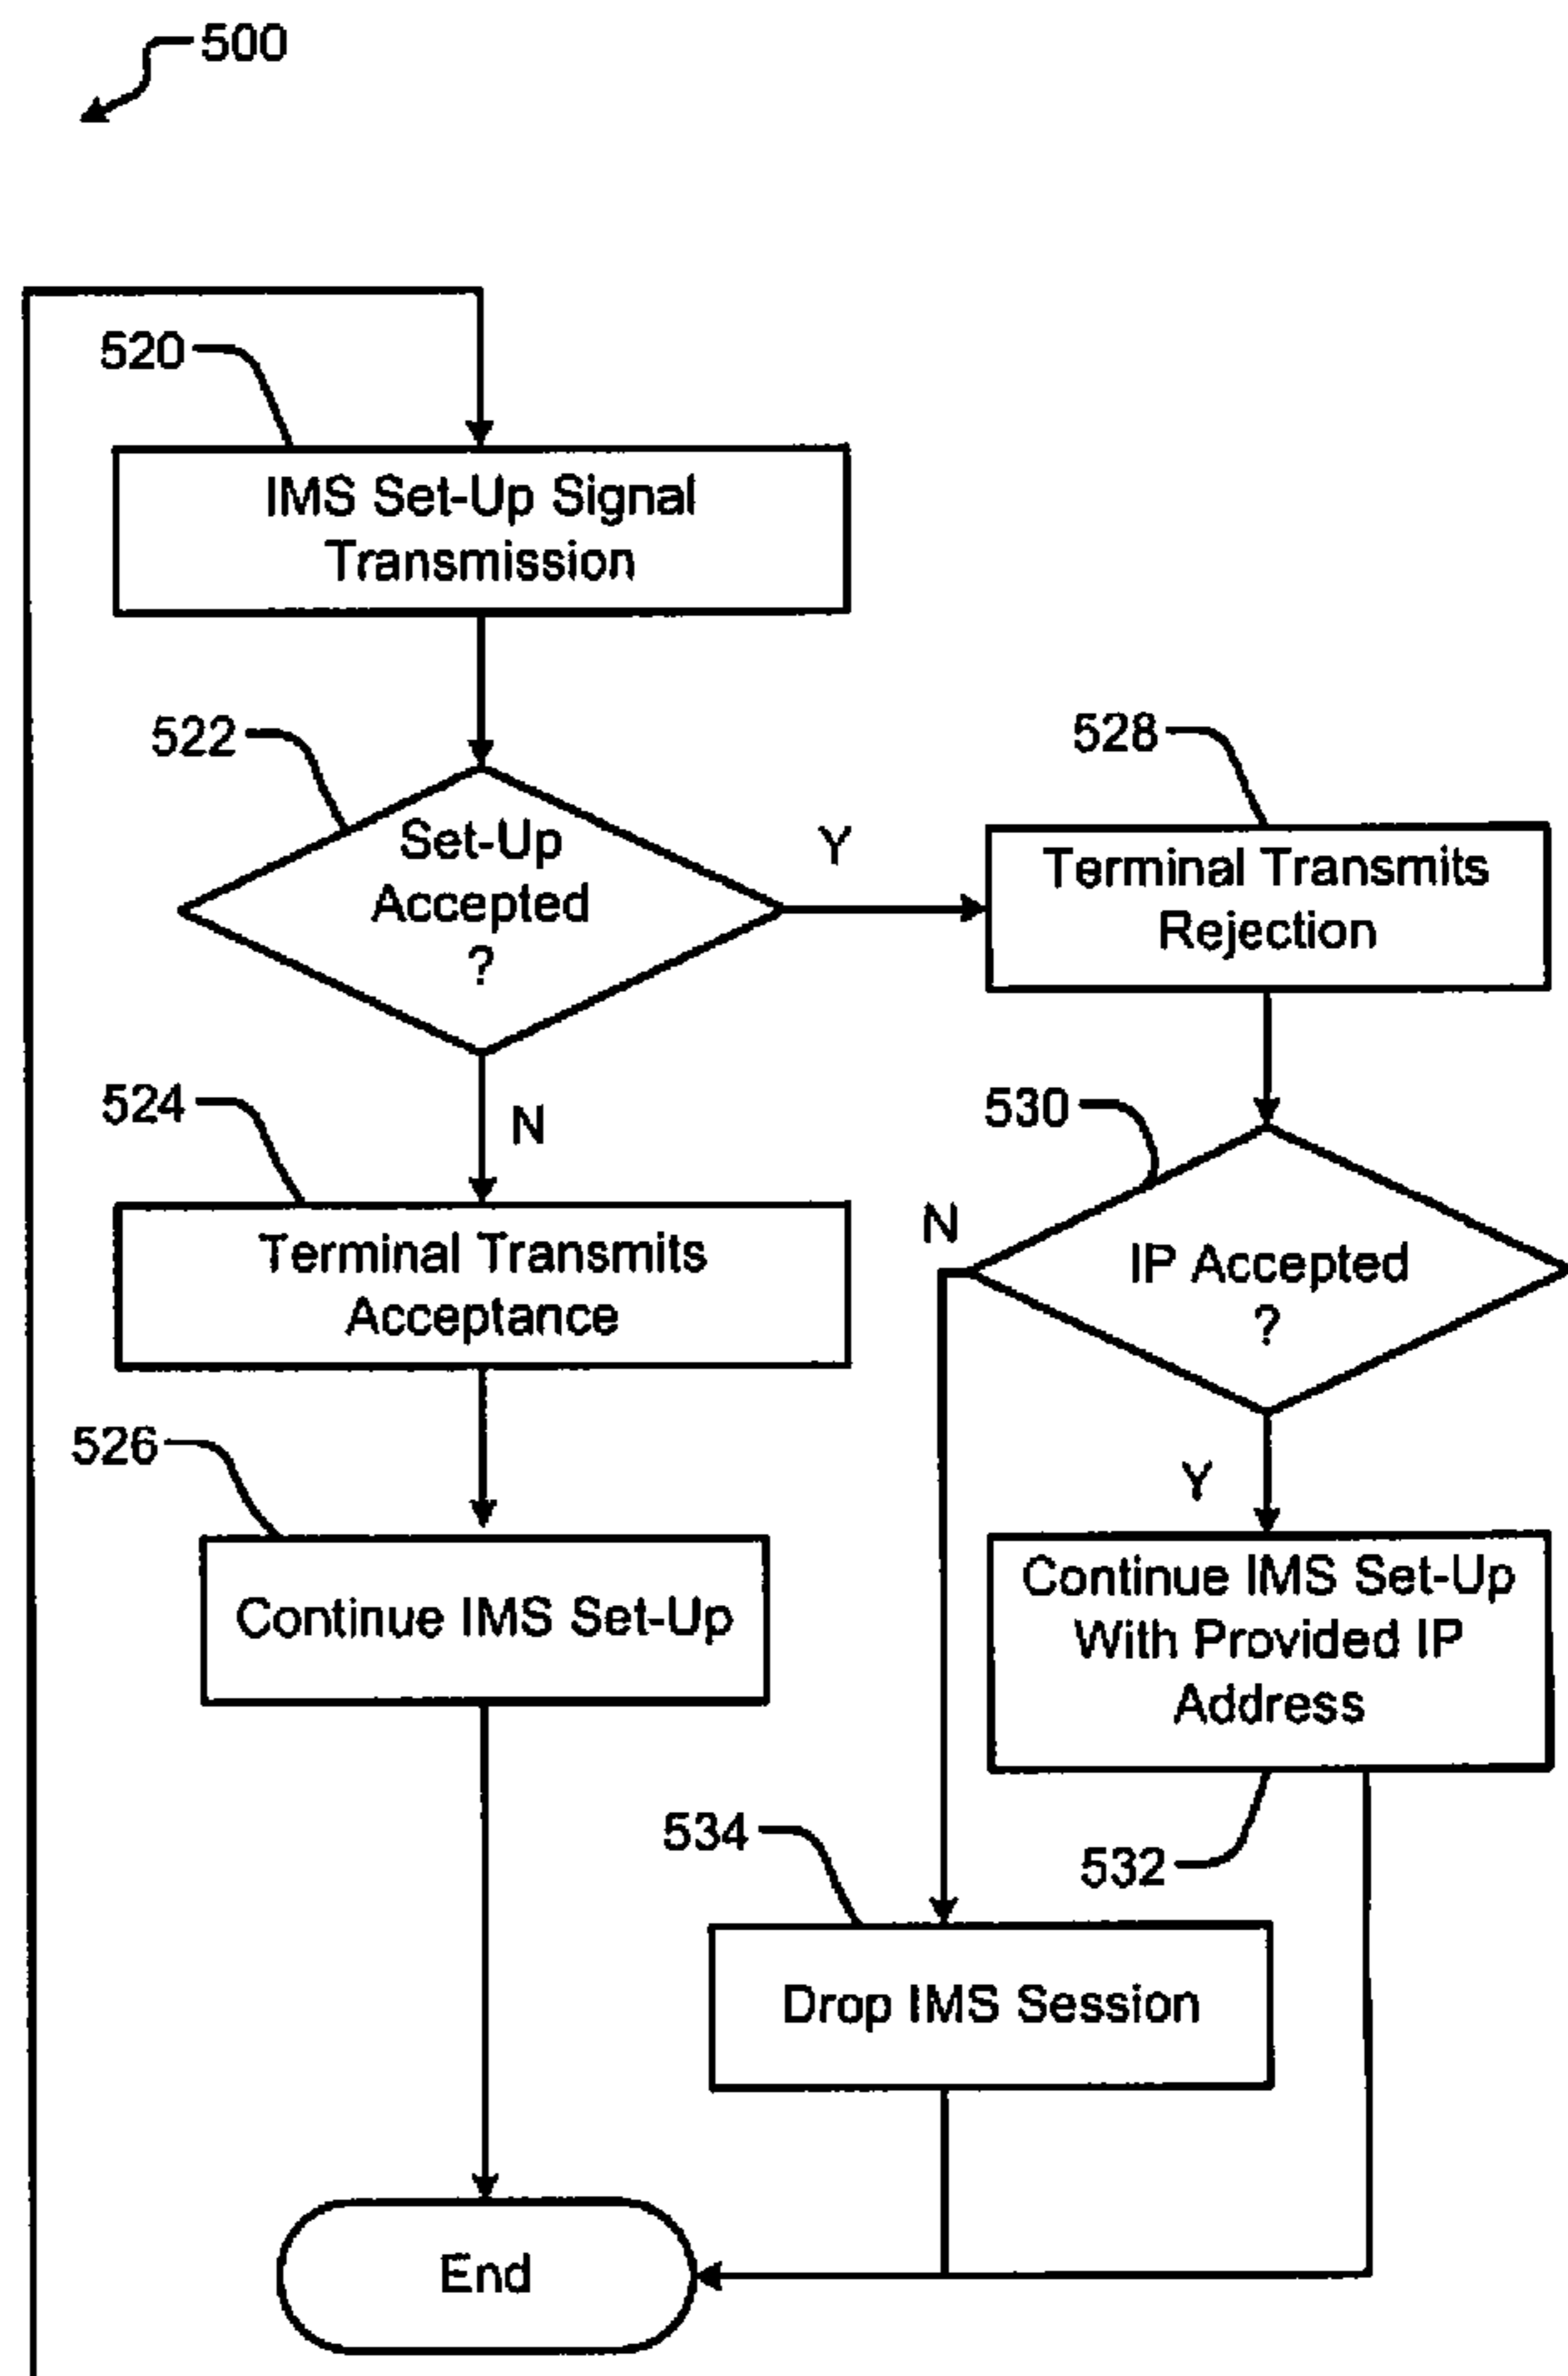 500
520
IMS Set-Up Signal
Transmission
522
Set-Up
Accepted
?
Y
528
Terminal Transmits
Rejection
N
524
Terminal Transmits
Acceptance
530
N
IP Accepted
?
Y
526
Continue IMS Set-Up
Continue IMS Set-Up
With Provided IP
Address
532
534
Drop IMS Session
End